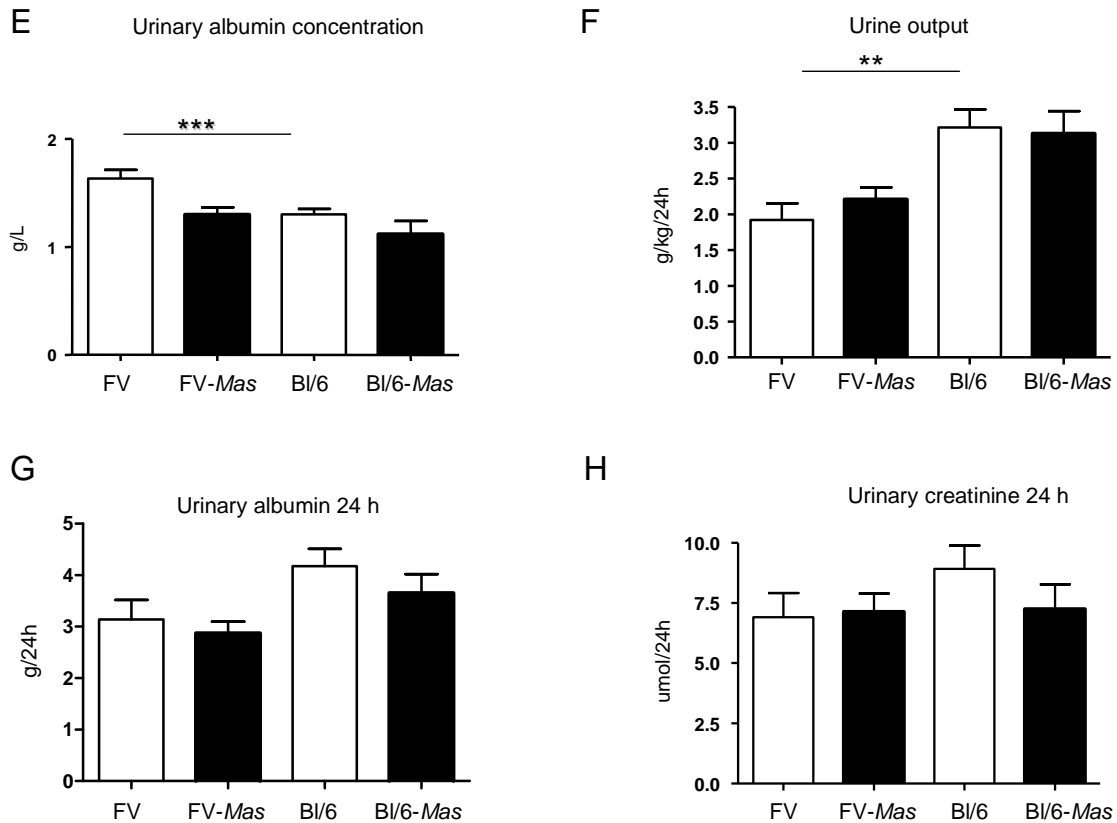 E
Urinary albumin concentration
***
2
1
0
g/L
FV
FV-Mas
Bl/6
Bl/6-Mas
F
Urine output
**
3.5
3.0
2.5
2.0
1.5
1.0
0.5
0.0
g/kg/24h
FV
FV-Mas
Bl/6
Bl/6-Mas
G
Urinary albumin 24 h
5
4
3
2
1
0
g/24h
FV
FV-Mas
Bl/6
Bl/6-Mas
H
Urinary creatinine 24 h
10.0
7.5
5.0
2.5
0.0
umol/24h
FV
FV-Mas
Bl/6
Bl/6-Mas